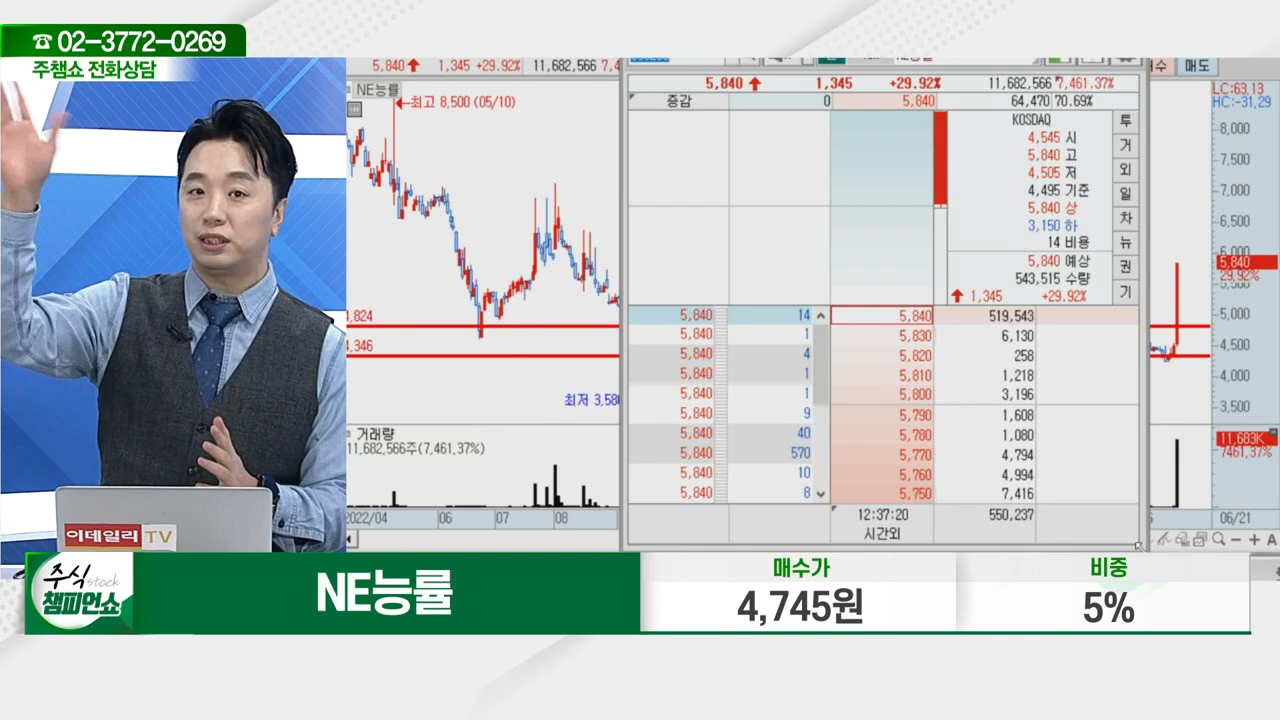 ☎ 02-3772-0269
주챔쇼 전화상담
5,840 ↑ 1,345 +29.92% 11,682,566 7,4
NE능률
←최고 8,500 (05/10)
4,824
4,346
최저 3,58
거래량
11,682,566주(7,461.37%)
2022/04 06 07 08
5,840 ↑ 1,345 +29.92% 11,682,566 7,461.37%
증감 0 5,840 64,470 70.69%
KOSDAQ 투
4,545 시
거
5,840 고
4,505 저
외
4,495 기준
일
5,840 상
차
3,150 하
14 비용
뉴
5,840 예상
권
543,515 수량
↑ 1,345 +29.92%
기
5,840 14 5,840 519,543
5,840 1 5,830 6,130
5,840 4 5,820 258
5,840 1 5,810 1,218
5,840 1 5,800 3,196
5,840 9 5,790 1,608
5,840 40 5,780 1,080
5,840 570 5,770 4,794
5,840 10 5,760 4,994
5,840 8 5,750 7,416
12:37:20 550,237
시간외
매도
LC:63.13
HC:-31.29
8,000
7,500
7,000
6,500
6,000
5,840
29.92%
5,500
5,000
4,500
4,000
3,500
11,683K
7461.37%
06/21
A
이데일리 TV
주식 stock
챔피언쇼
NE능률
매수가
4,745원
비중
5%